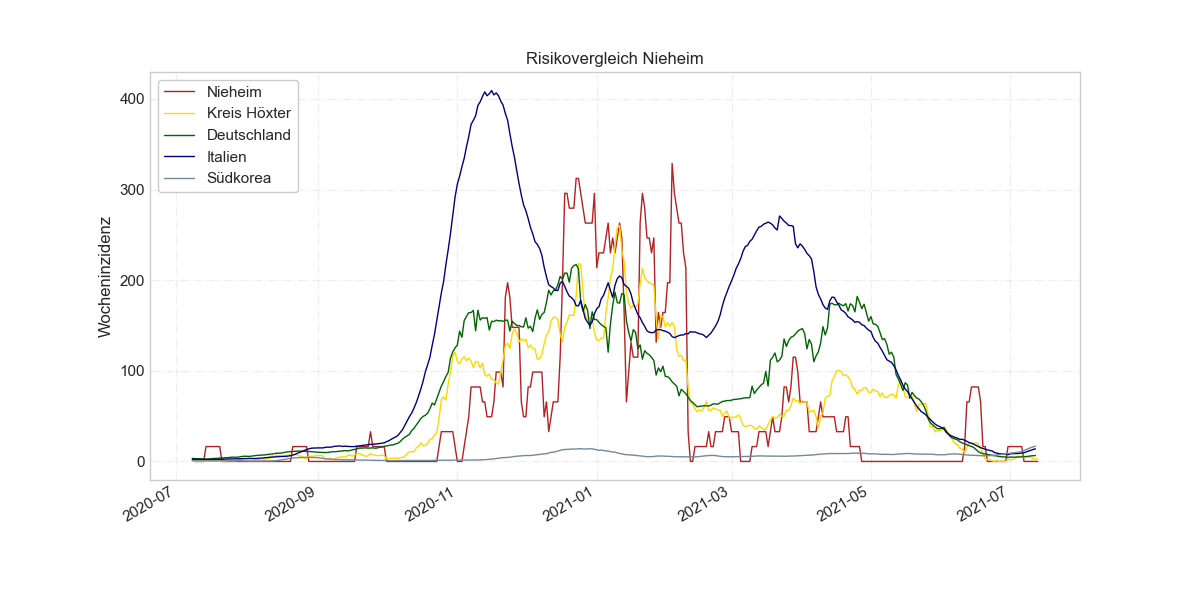 Risikovergleich Nieheim
Nieheim
Kreis Höxter
Deutschland
Italien
Südkorea
Wocheninzidenz
400
300
200
100
0
2020-07
2020-09
2020-11
2021-01
2021-03
2021-05
2021-07